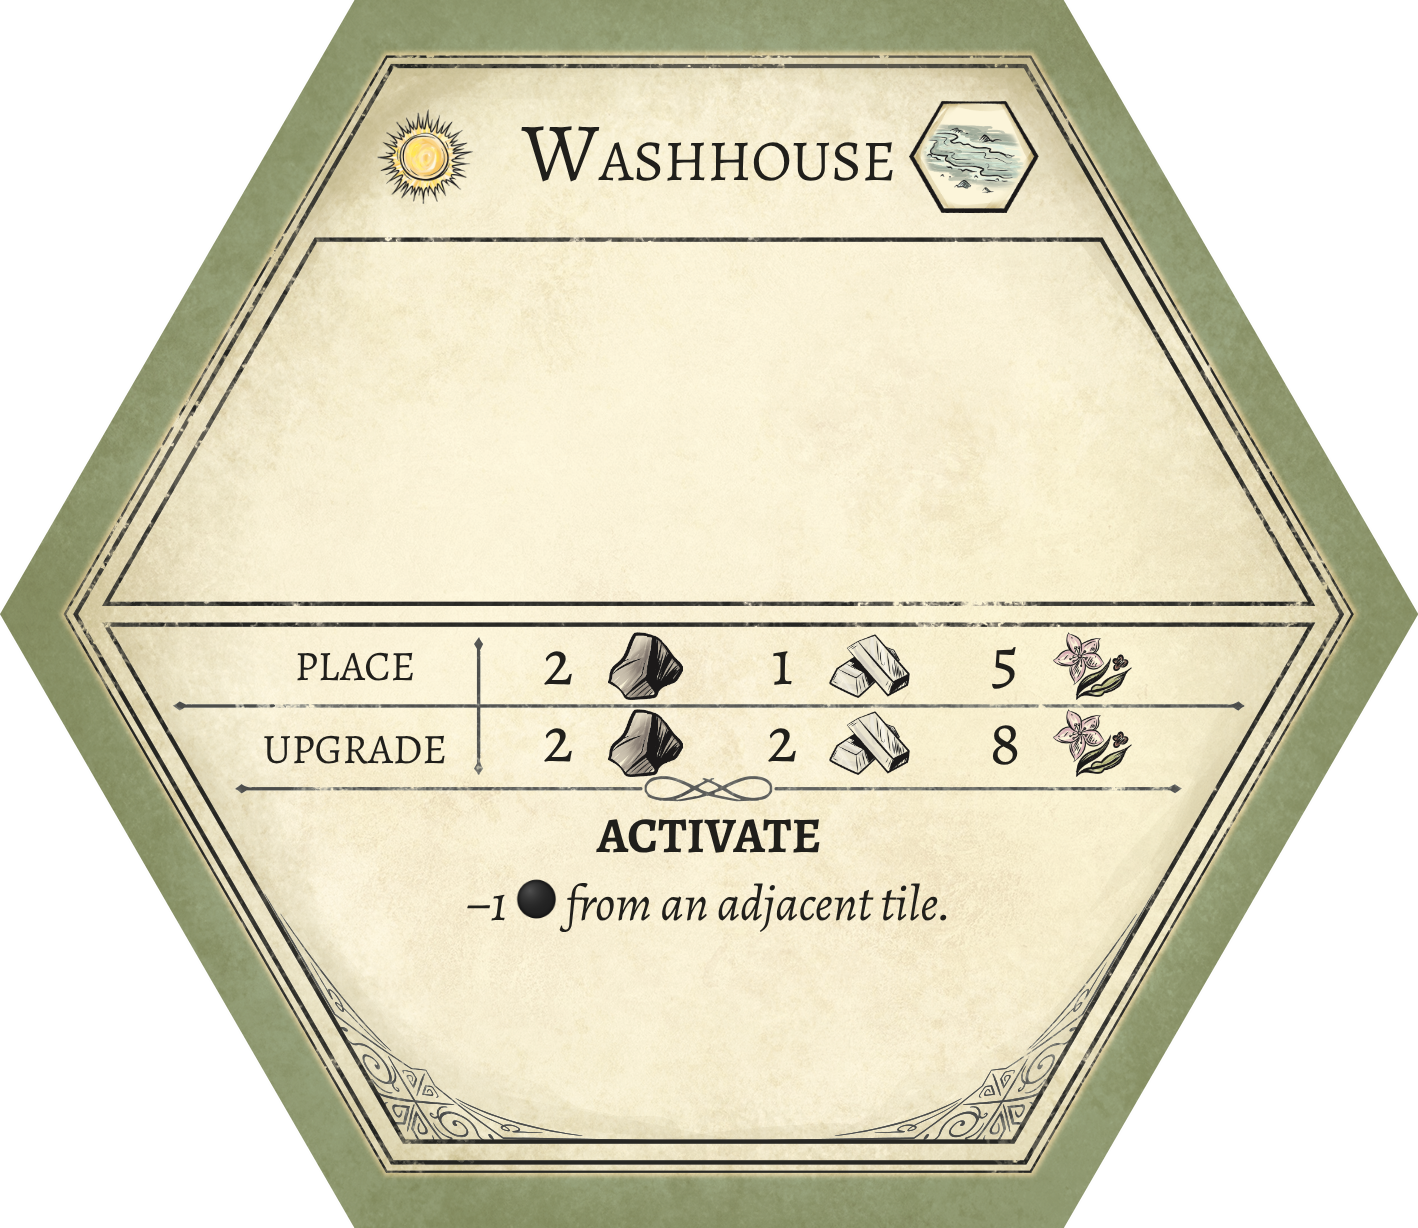 Washhouse
PLACE 2 1 5
UPGRADE 2 2 8
ACTIVATE
–1 from an adjacent tile.